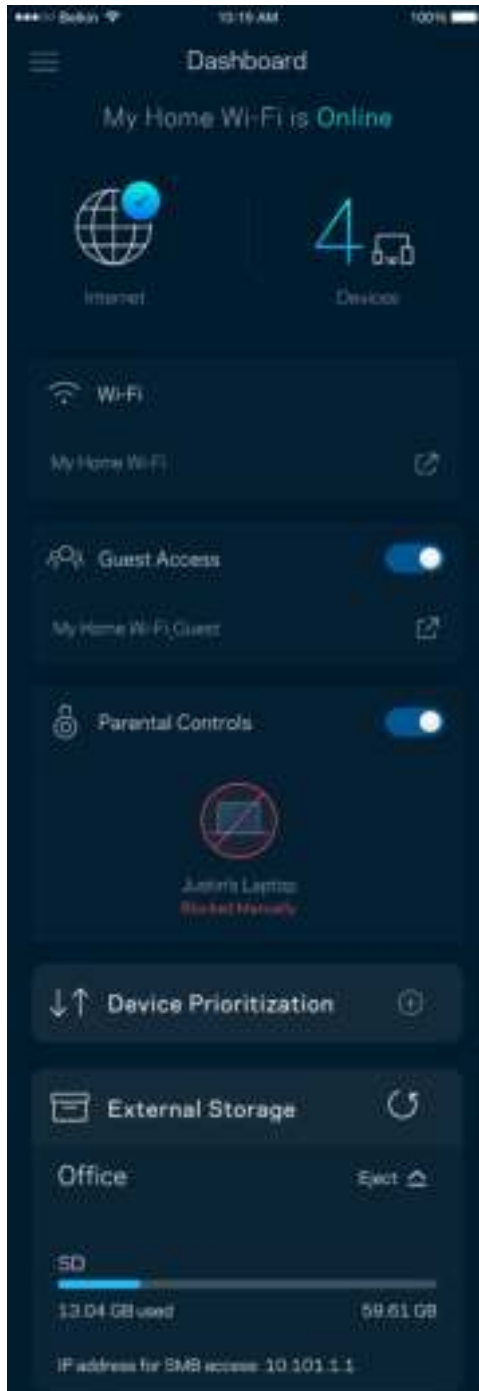 Belkin 10:15 AM 100%
Dashboard
My Home Wi-Fi is Online
4
Internet Devices
Wi-Fi
My Home Wi-Fi
Guest Access
My Home Wi-Fi_Guest
Parental Controls
Justin's Laptop
Blocked Manually
Device Prioritization
External Storage
Office Eject
SD
13.04 GB used 59.61 GB
IP address for SMB access: 10.101.1.1